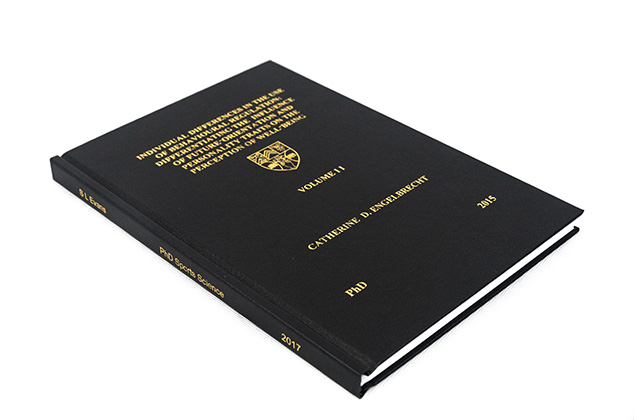 INDIVIDUAL DIFFERENCES IN THE USE
OF BEHAVIOURAL REGULATION:
DIFFERENTIATING THE INFLUENCE
OF FUTURE ORIENTATION AND
PERSONALITY TRAITS ON THE
PERCEPTION OF WELL-BEING
VOLUME I I
CATHERINE D. ENGELBRECHT
PhD
2015
S L Evans
PhD Sports Science
2017